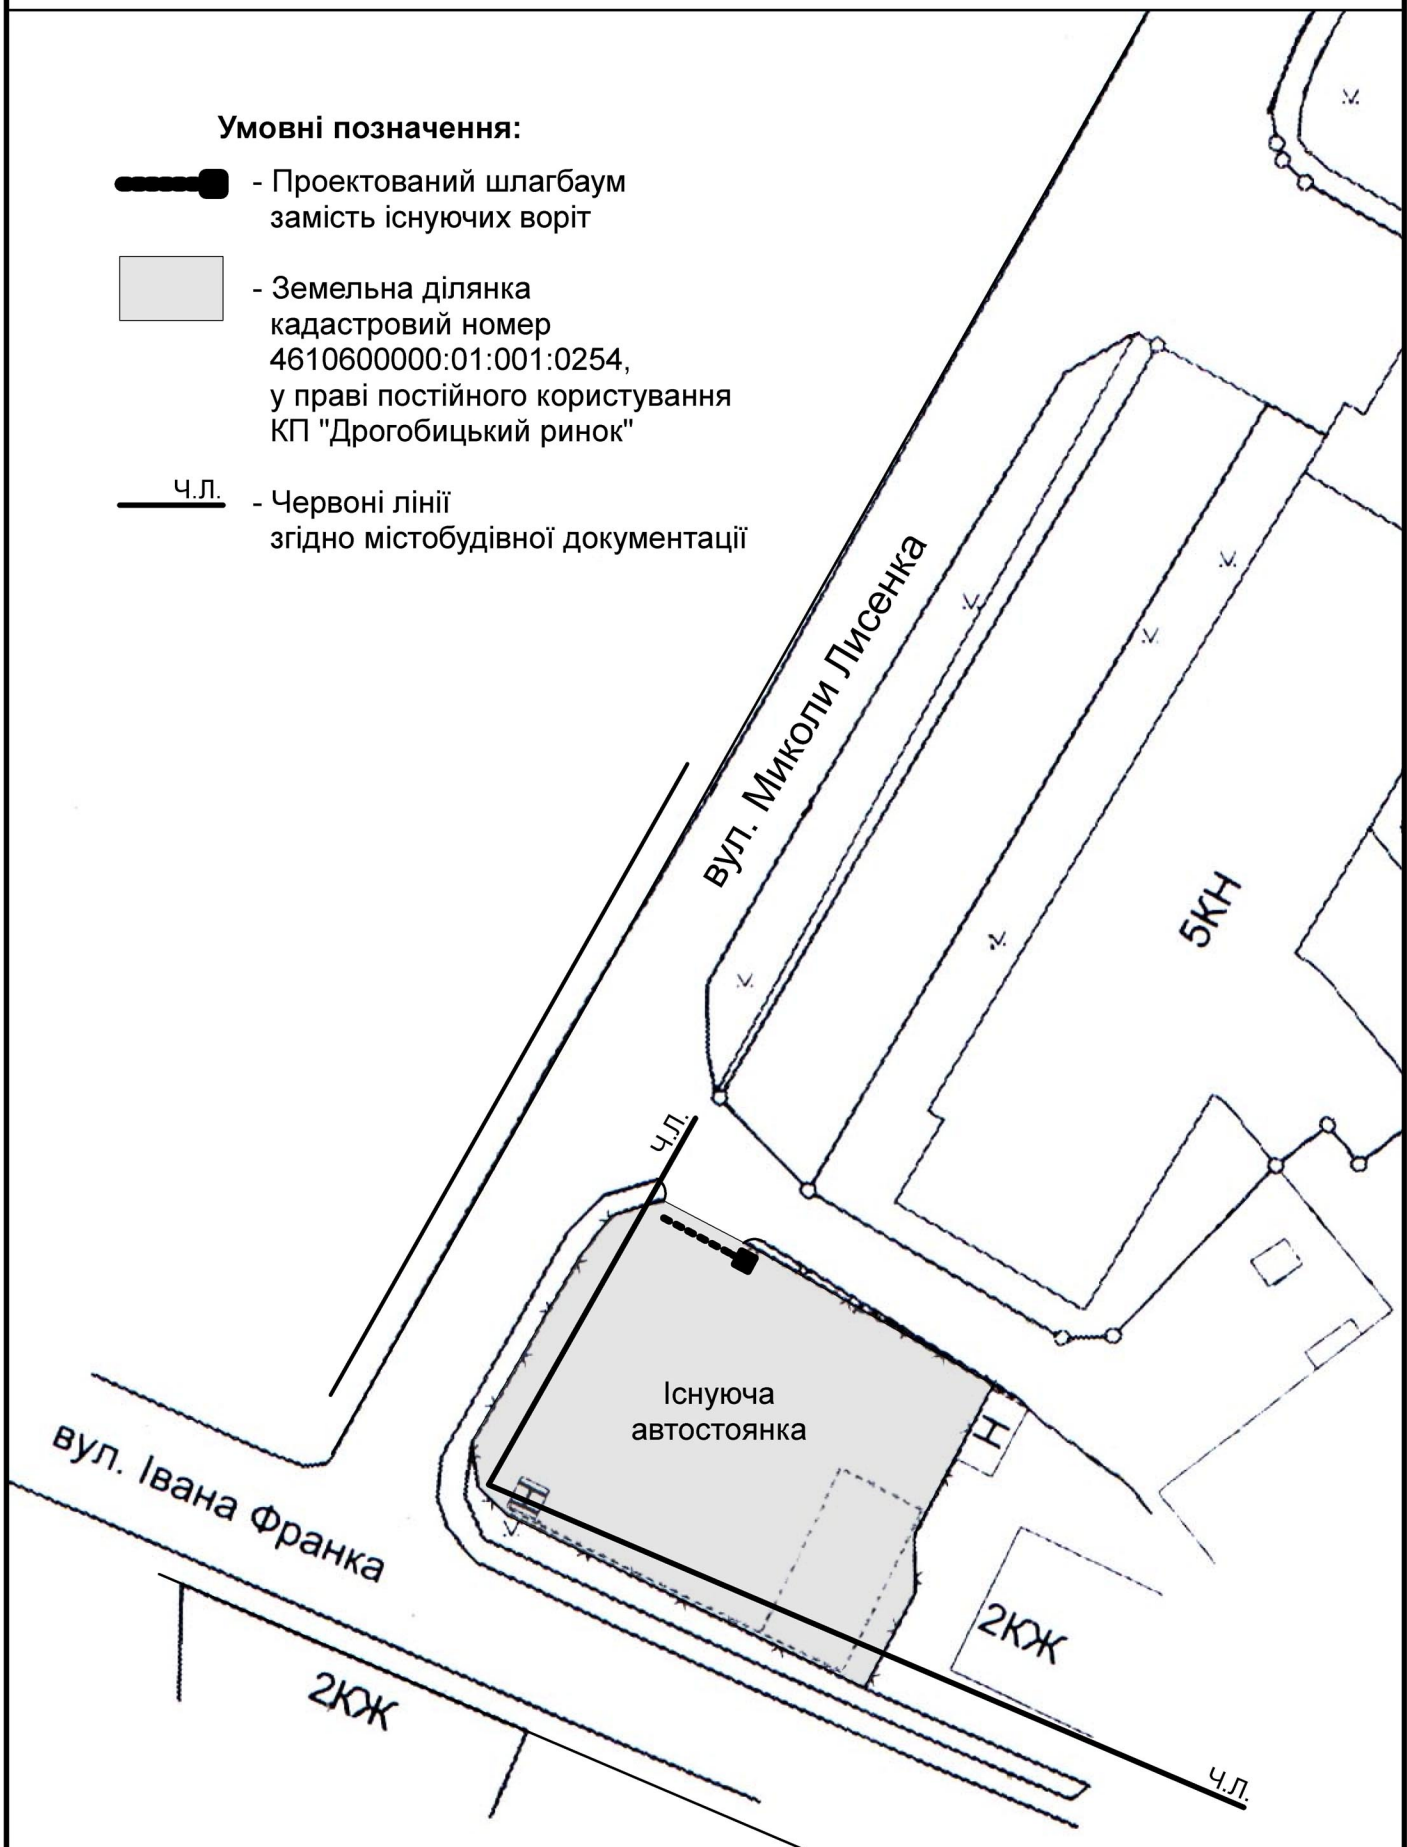 Умовні позначення:
- Проектований шлагбаум
замість існуючих воріт
- Земельна ділянка
кадастровий номер
4610600000:01:001:0254,
у праві постійного користування
КП "Дрогобицький ринок"
Ч.Л.
- Червоні лінії
згідно містобудівної документації
вул. Миколи Лисенка
5КН
Ч.Л.
Існуюча
автостоянка
Н
Н
вул. Івана Франка
2КЖ
2КЖ
Ч.Л.